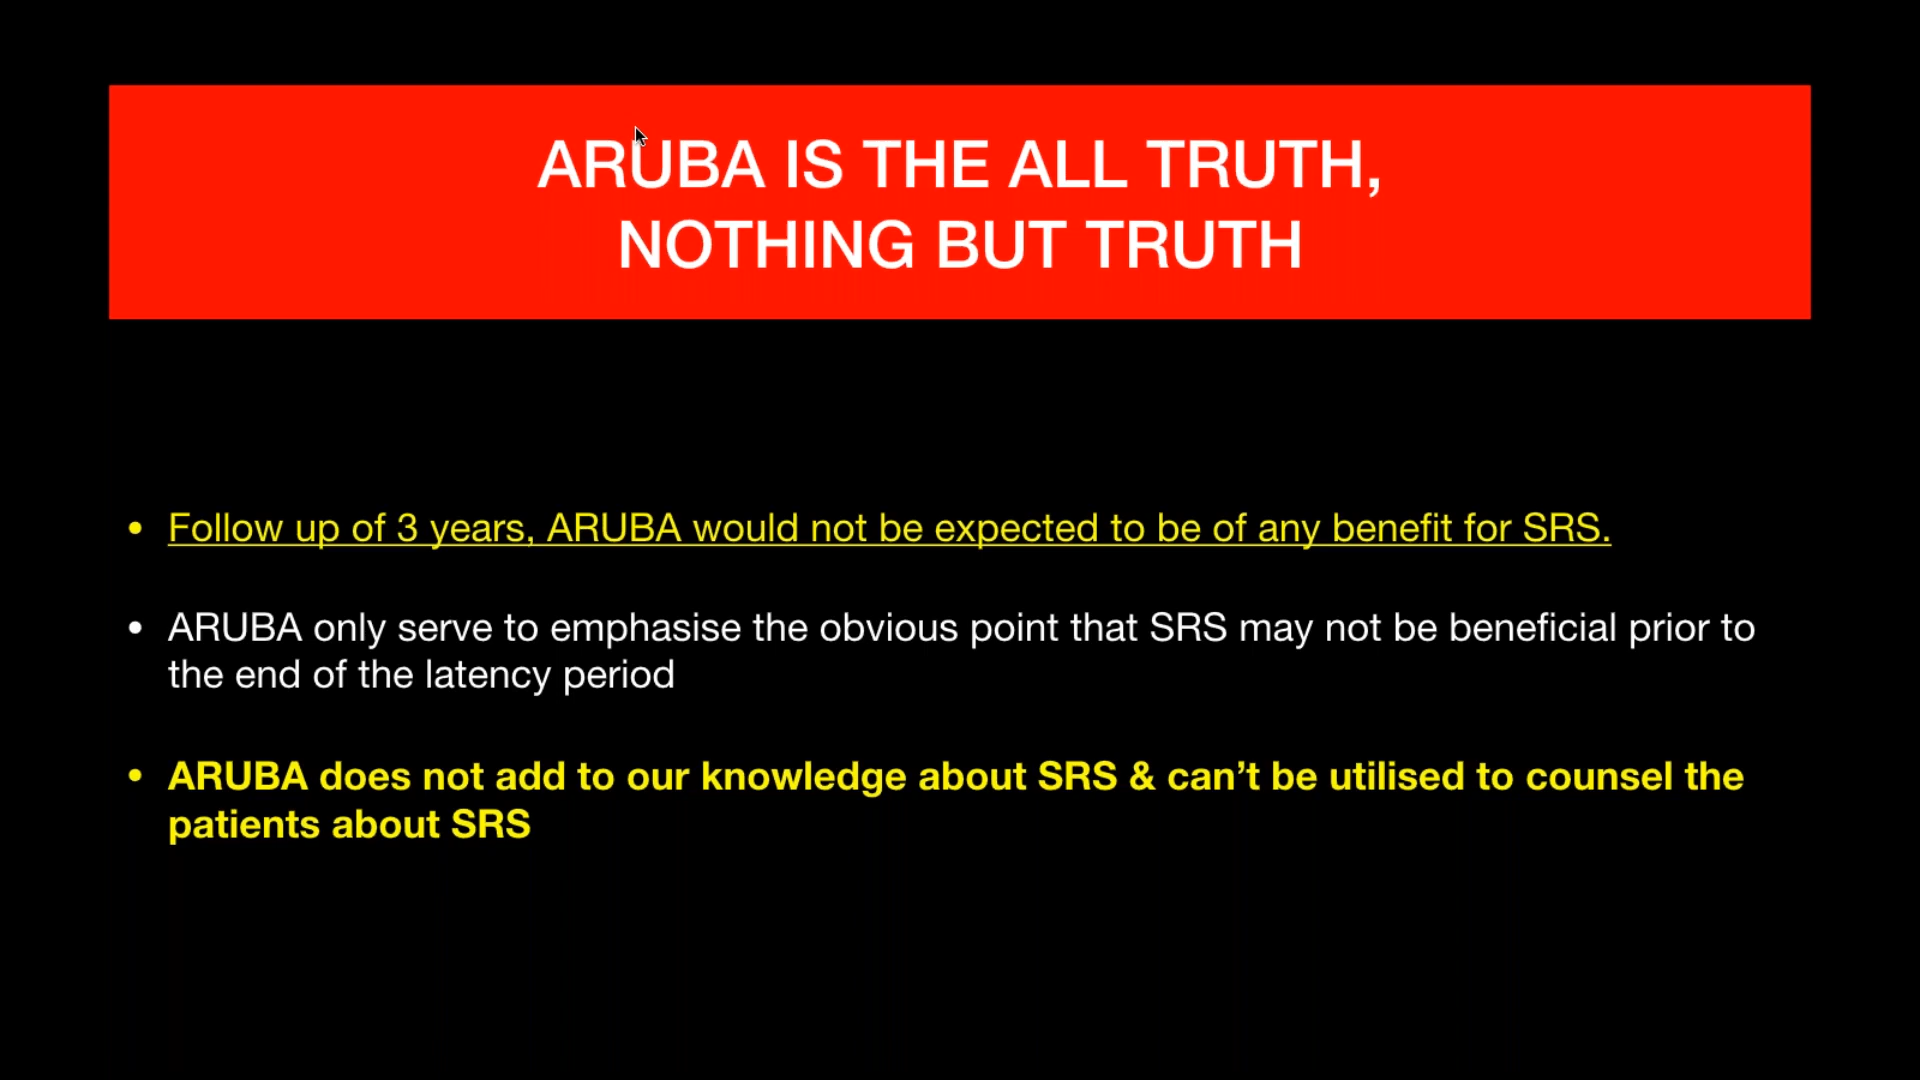 ARUBA IS THE ALL TRUTH,
NOTHING BUT TRUTH
• Follow up of 3 years, ARUBA would not be expected to be of any benefit for SRS.
• ARUBA only serve to emphasise the obvious point that SRS may not be beneficial prior to
the end of the latency period
• ARUBA does not add to our knowledge about SRS & can’t be utilised to counsel the
patients about SRS